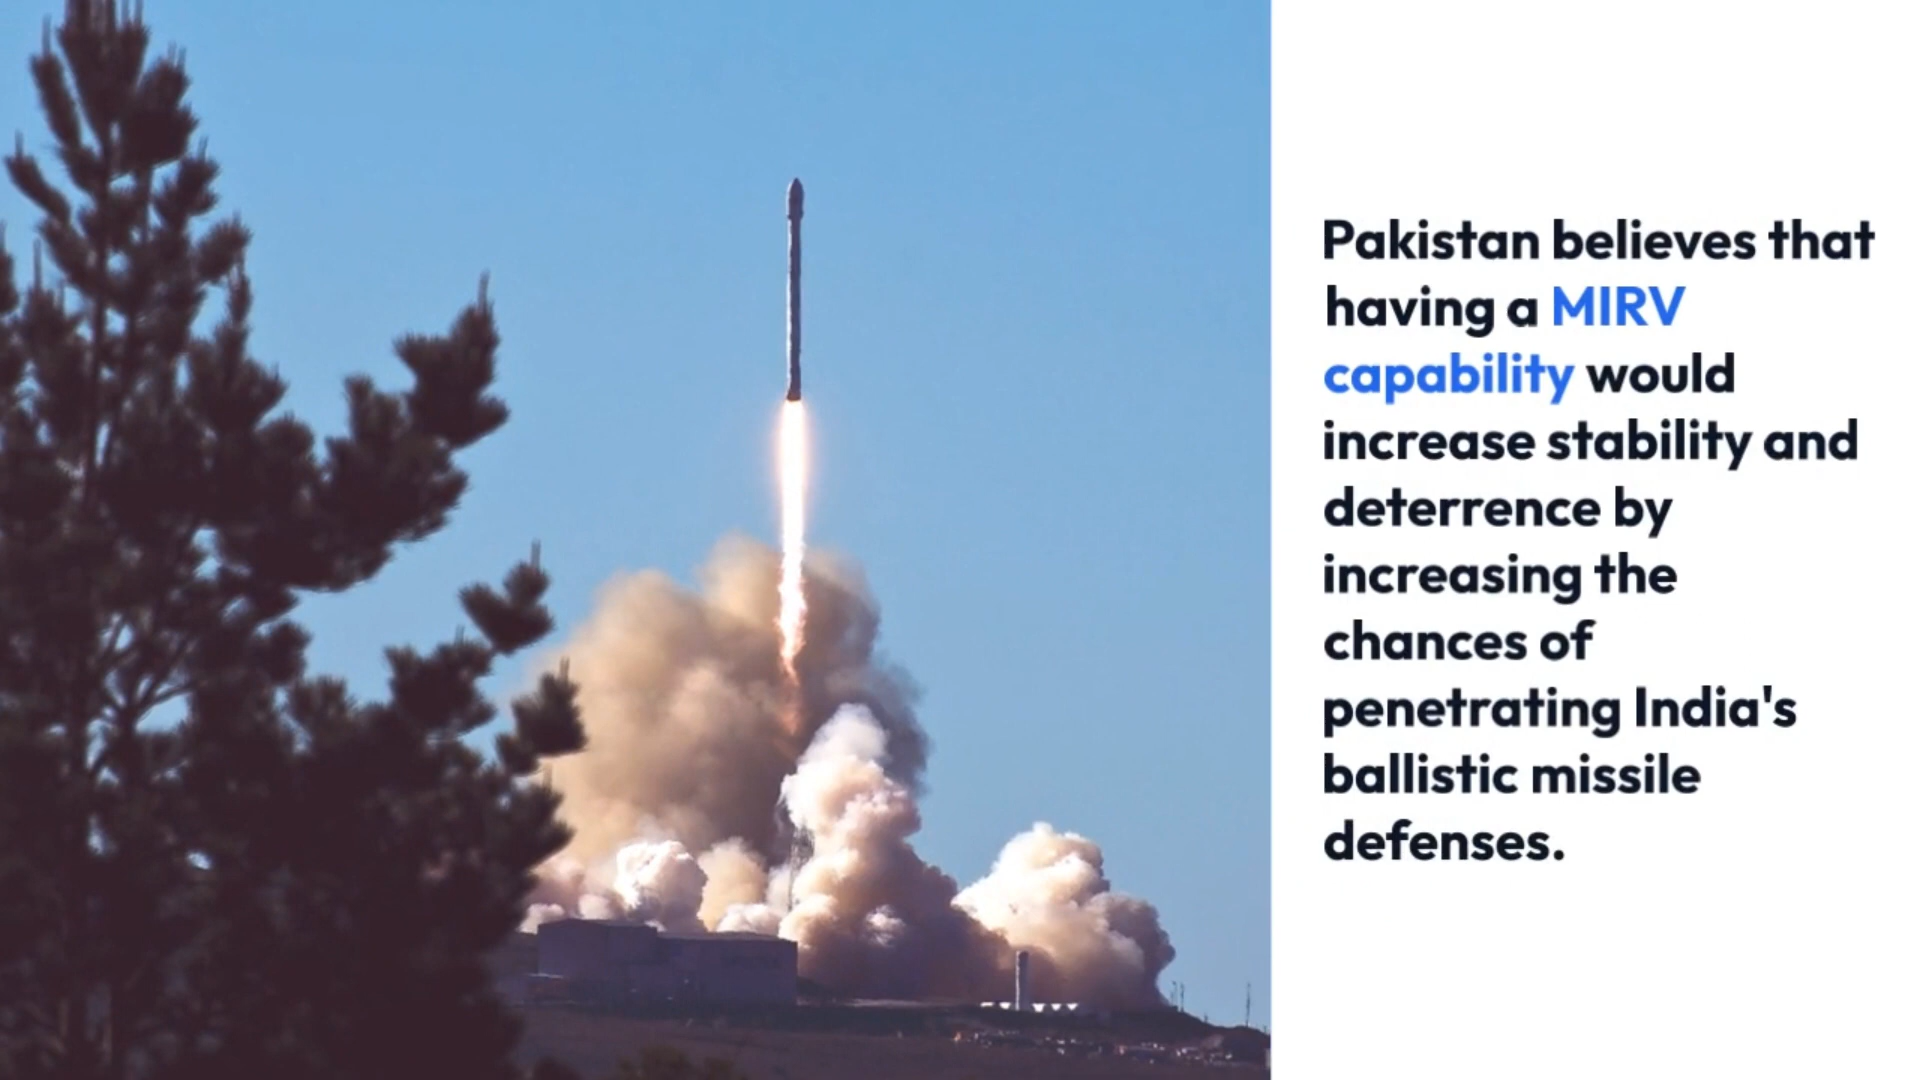 Pakistan believes that
having a MIRV
capability would
increase stability and
deterrence by
increasing the
chances of
penetrating India's
ballistic missile
defenses.